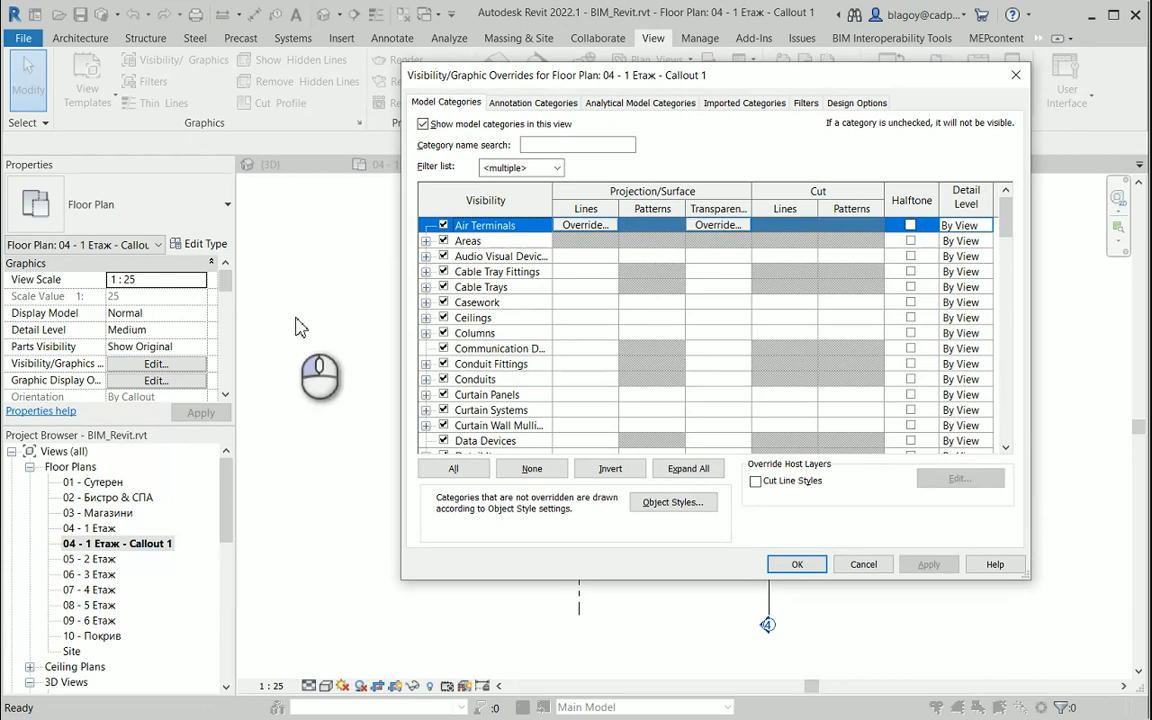 Autodesk Revit 2022.1 - BIM_Revit.rvt - Floor Plan: 04 - 1 Етаж - Callout 1
blagoy@cadp...
File Architecture Structure Steel Precast Systems Insert Annotate Analyze Massing & Site Collaborate View Manage Add-Ins Issues BIM Interoperability Tools MEPcontent
Modify
View
Templates
Visibility/ Graphics
Filters
Thin Lines
Show Hidden Lines
Remove Hidden Lines
Cut Profile
User
Interface
Select
Graphics
Properties
Floor Plan
Floor Plan: 04 - 1 Етаж - Callou
Edit Type
Graphics
View Scale 1 : 25
Scale Value 1: 25
Display Model Normal
Detail Level Medium
Parts Visibility Show Original
Visibility/Graphics ... Edit...
Graphic Display O... Edit...
Orientation By Callout
Properties help
Apply
Project Browser - BIM_Revit.rvt
Views (all)
Floor Plans
01 - Сутерен
02 - Бистро & СПА
03 - Магазини
04 - 1 Етаж
04 - 1 Етаж - Callout 1
05 - 2 Етаж
06 - 3 Етаж
07 - 4 Етаж
08 - 5 Етаж
09 - 6 Етаж
10 - Покрив
Site
Ceiling Plans
3D Views
{3D}
Visibility/Graphic Overrides for Floor Plan: 04 - 1 Етаж - Callout 1
Model Categories Annotation Categories Analytical Model Categories Imported Categories Filters Design Options
Show model categories in this view
If a category is unchecked, it will not be visible.
Category name search:
Filter list: <multiple>
Visibility Projection/Surface Cut Halftone Detail Level
Lines Patterns Transparen... Lines Patterns
Air Terminals Override... Override... By View
Areas By View
Audio Visual Devic... By View
Cable Tray Fittings By View
Cable Trays By View
Casework By View
Ceilings By View
Columns By View
Communication D... By View
Conduit Fittings By View
Conduits By View
Curtain Panels By View
Curtain Systems By View
Curtain Wall Mulli... By View
Data Devices By View
All None Invert Expand All
Override Host Layers
Cut Line Styles
Edit...
Categories that are not overridden are drawn
according to Object Style settings.
Object Styles...
OK Cancel Apply Help
4
1 : 25
Ready
:0
Main Model
:0